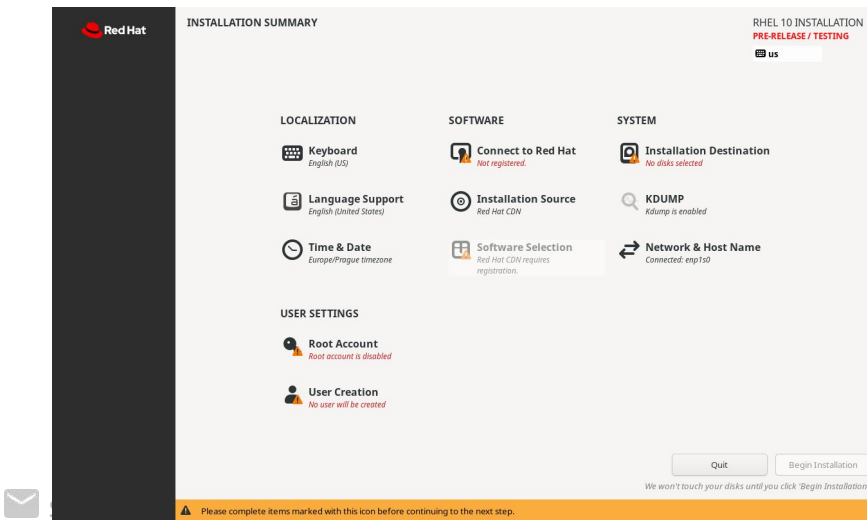 Red Hat
INSTALLATION SUMMARY
RHEL 10 INSTALLATION
PRE-RELEASE / TESTING
us
LOCALIZATION
Keyboard
English (US)
Language Support
English (United States)
Time & Date
Europe/Prague timezone
SOFTWARE
Connect to Red Hat
Not registered.
Installation Source
Red Hat CDN
Software Selection
Red Hat CDN requires
registration.
SYSTEM
Installation Destination
No disks selected
KDUMP
Kdump is enabled
Network & Host Name
Connected: enp1s0
USER SETTINGS
Root Account
Root account is disabled
User Creation
No user will be created
Quit
Begin Installation
We won't touch your disks until you click 'Begin Installation
Please complete items marked with this icon before continuing to the next step.